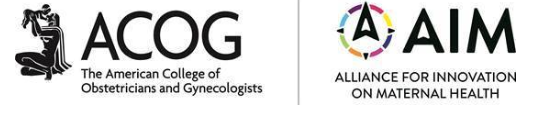 ACOG
The American College of
Obstetricians and Gynecologists
AIM
ALLIANCE FOR INNOVATION
ON MATERNAL HEALTH